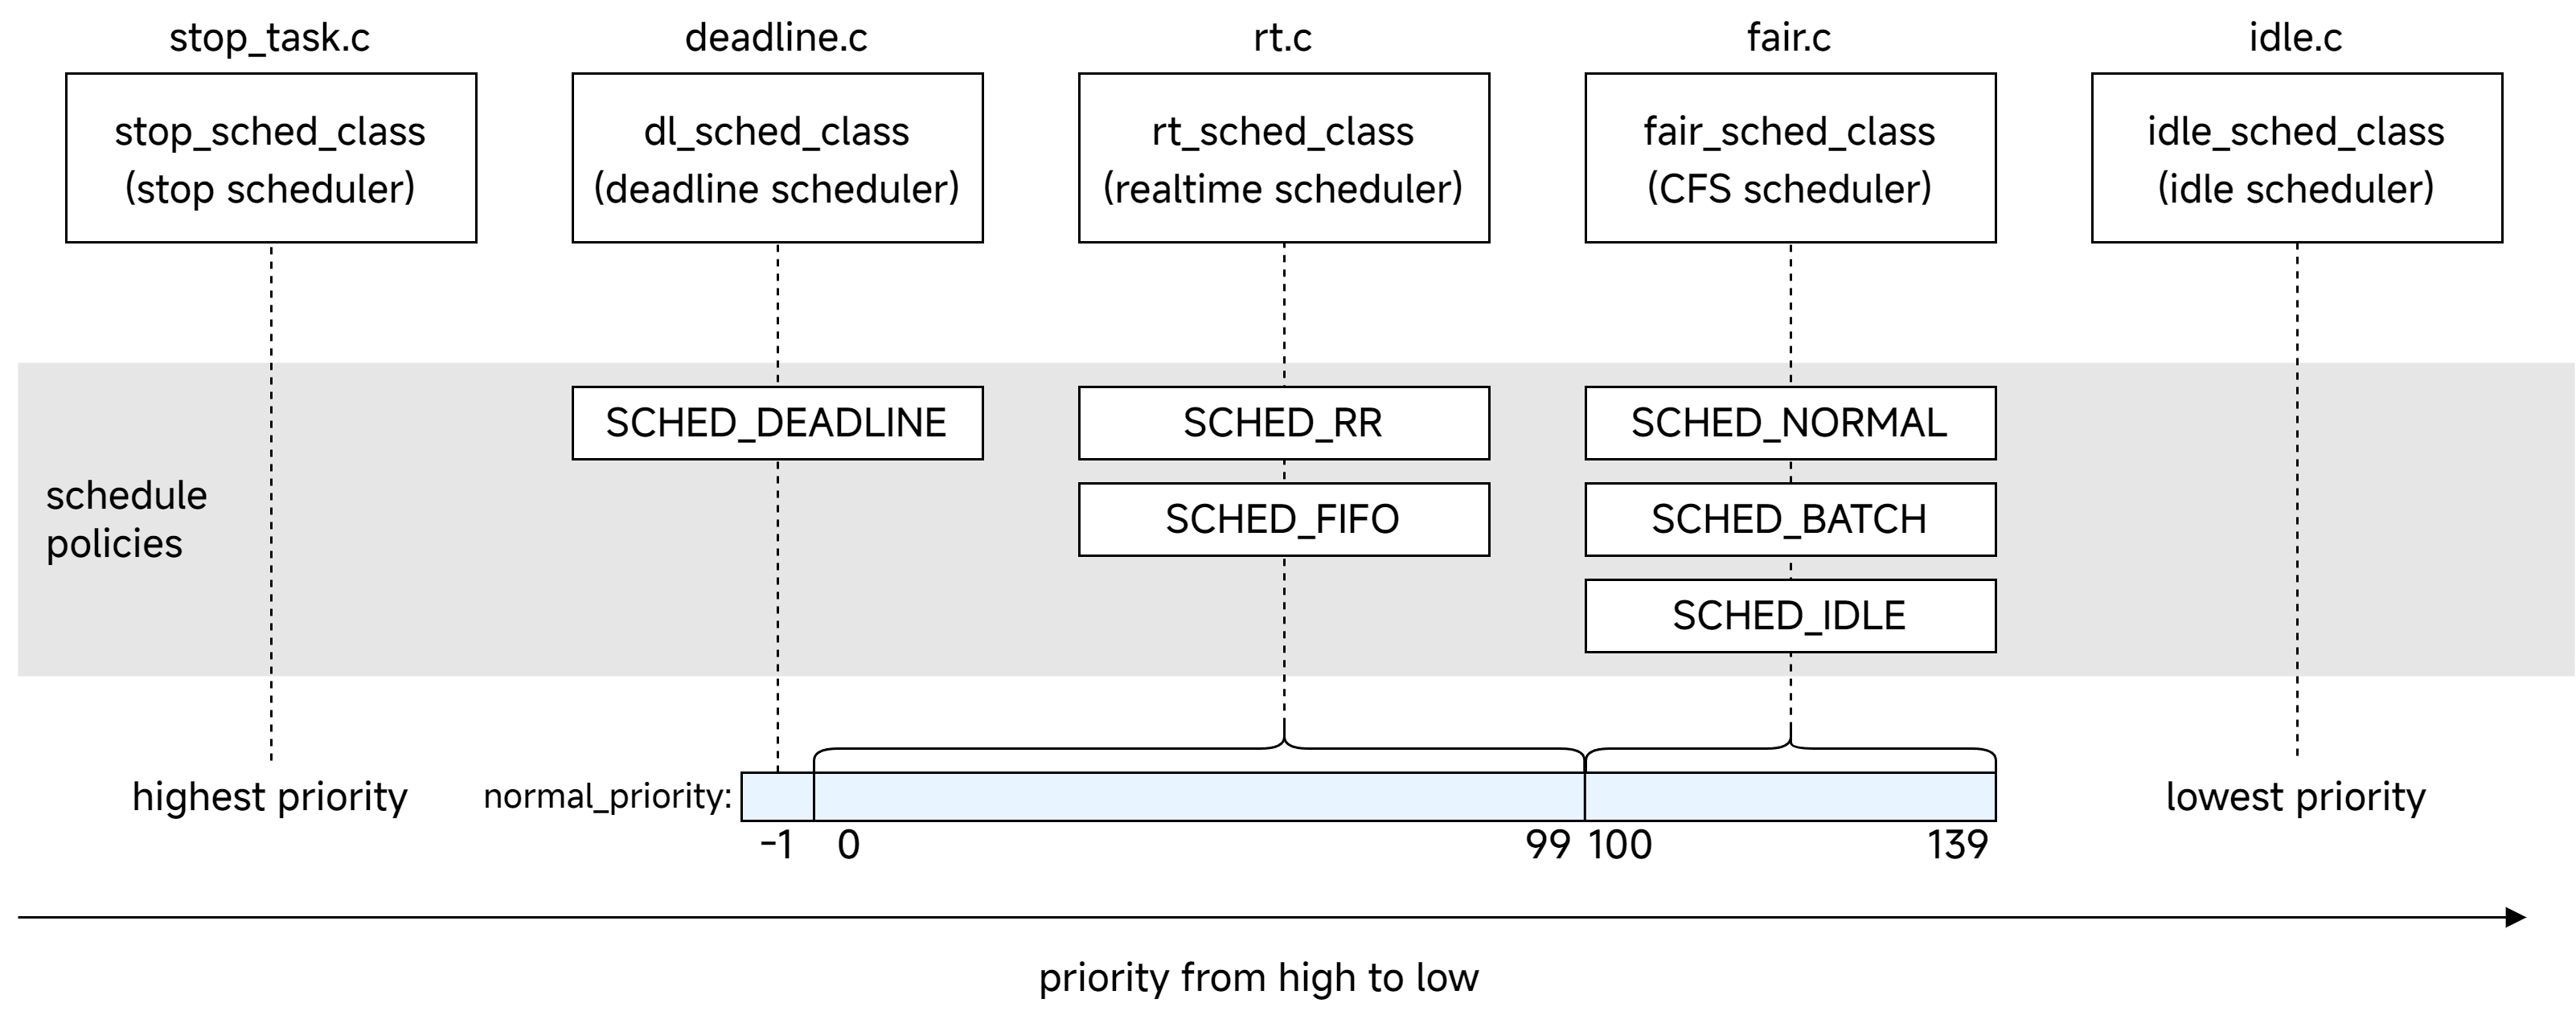 stop_task.c
deadline.c
rt.c
fair.c
idle.c
stop_sched_class
(stop scheduler)
dl_sched_class
(deadline scheduler)
rt_sched_class
(realtime scheduler)
fair_sched_class
(CFS scheduler)
idle_sched_class
(idle scheduler)
schedule
policies
SCHED_DEADLINE
SCHED_RR
SCHED_FIFO
SCHED_NORMAL
SCHED_BATCH
SCHED_IDLE
highest priority
normal_priority:
-1
0
99
100
139
lowest priority
priority from high to low